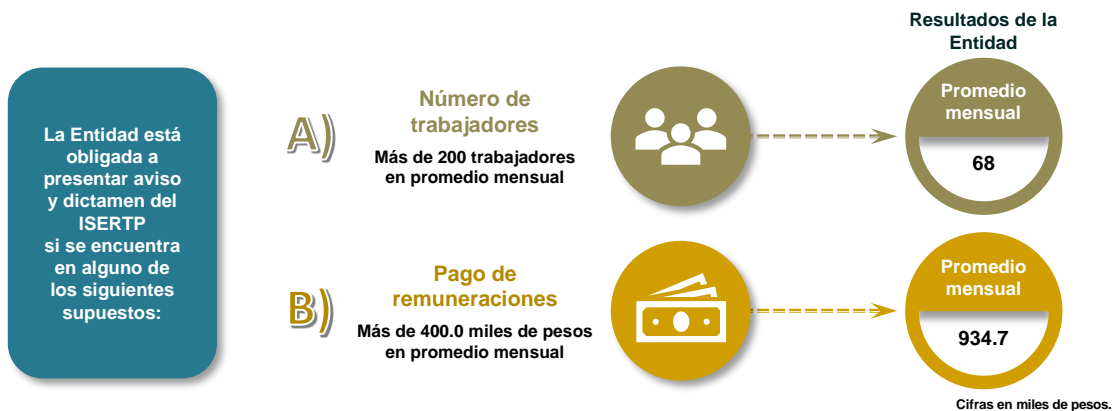 La Entidad está
obligada a
presentar aviso
y dictamen del
ISERTP
si se encuentra
en alguno de
los siguientes
supuestos:
A)
Número de
trabajadores
Más de 200 trabajadores
en promedio mensual
Resultados de la
Entidad
Promedio
mensual
68
B)
Pago de
remuneraciones
Más de 400.0 miles de pesos
en promedio mensual
Promedio
mensual
934.7
Cifras en miles de pesos.